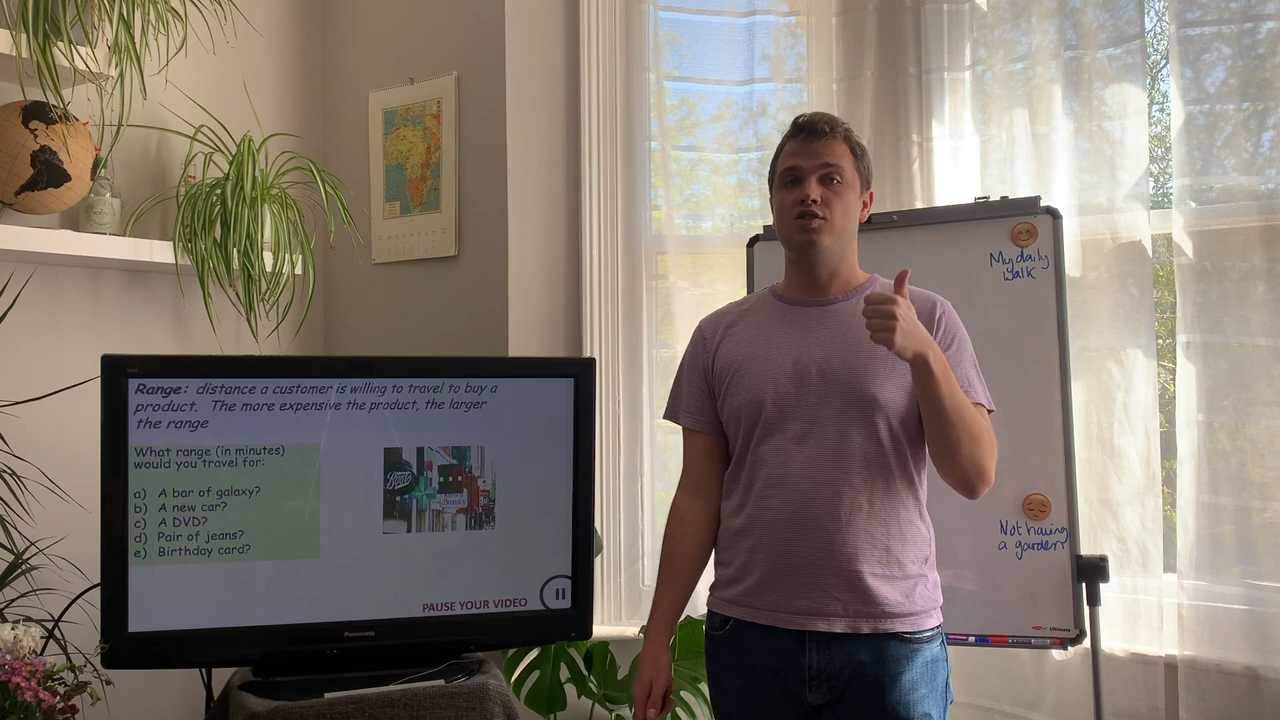 Range: distance a customer is willing to travel to buy a
product. The more expensive the product, the larger
the range
What range (in minutes)
would you travel for:
a) A bar of galaxy?
b) A new car?
c) A DVD?
d) Pair of jeans?
e) Birthday card?
Boots
PAUSE YOUR VIDEO
Panasonic
My daily
walk
Not having
a garden
Ultimate